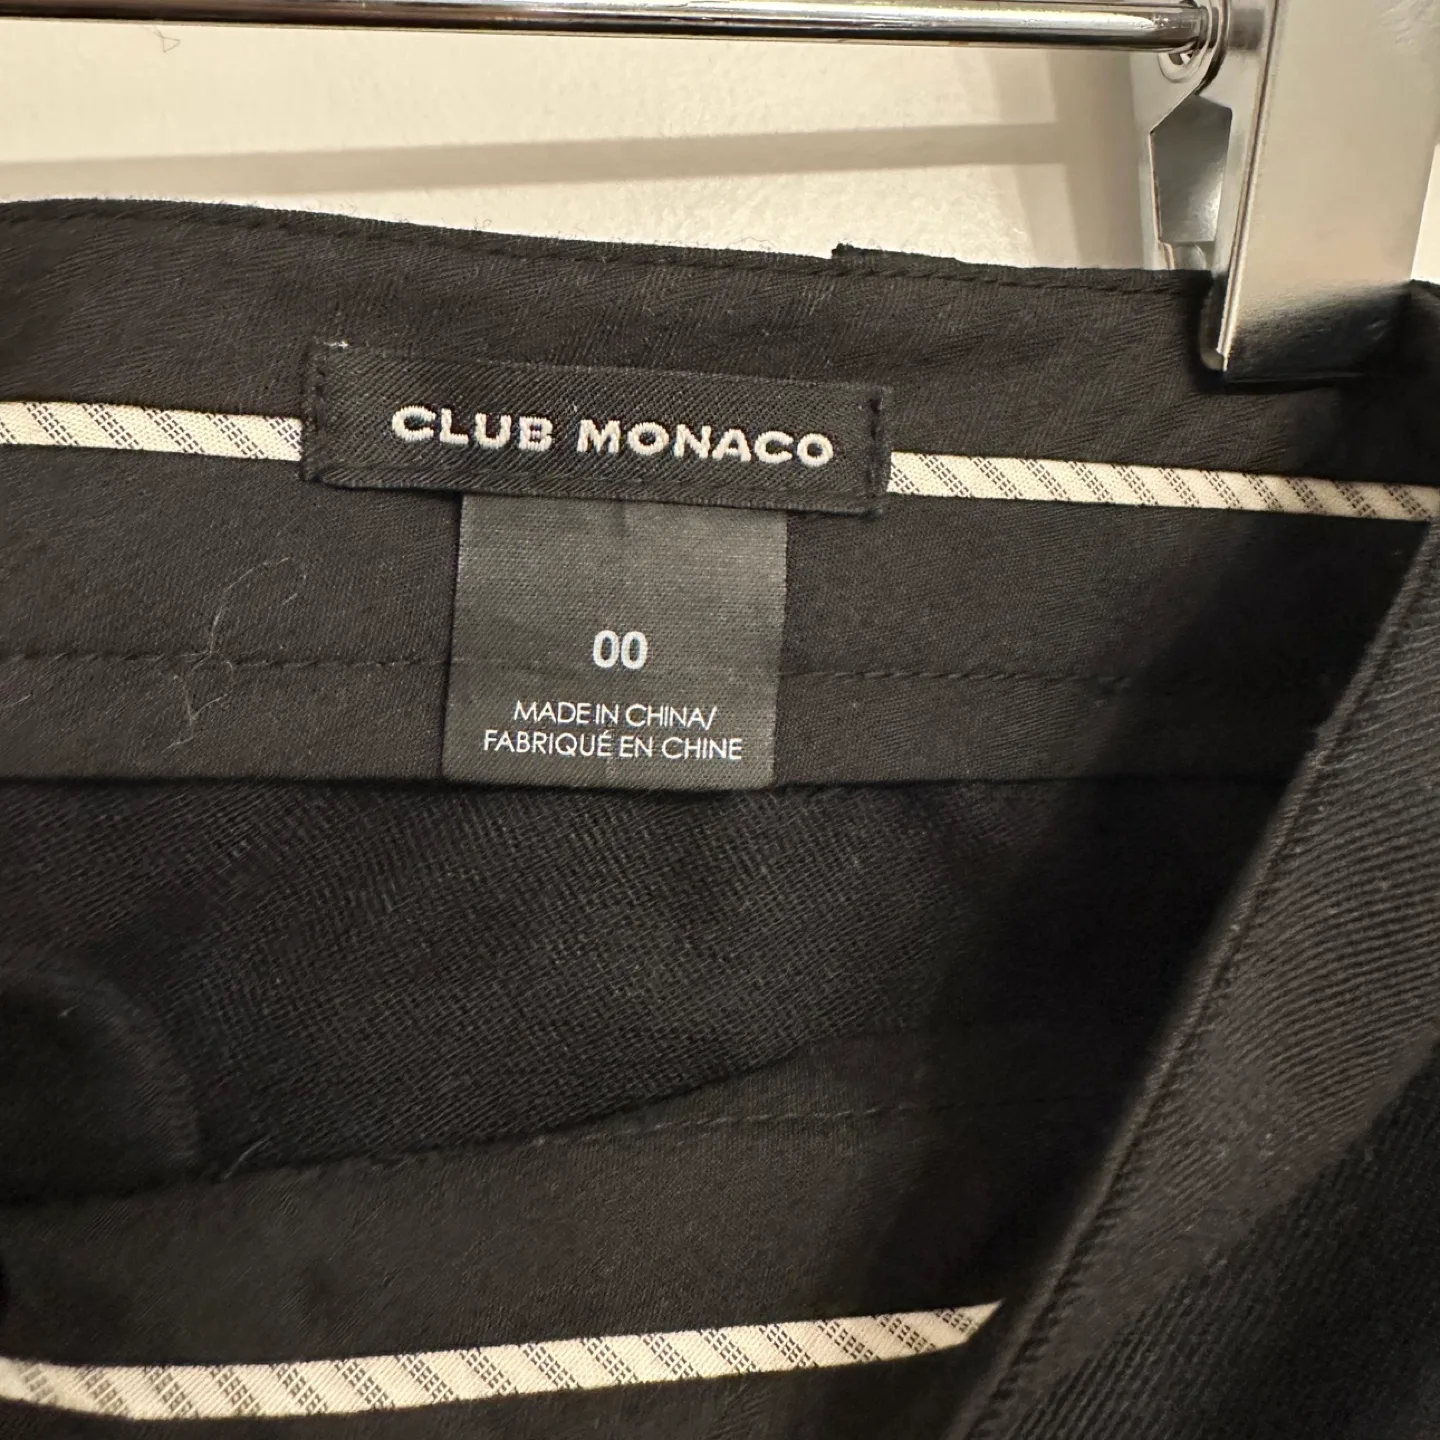 CLUB MONACO
00
MADE IN CHINA/
FABRIQUÉ EN CHINE